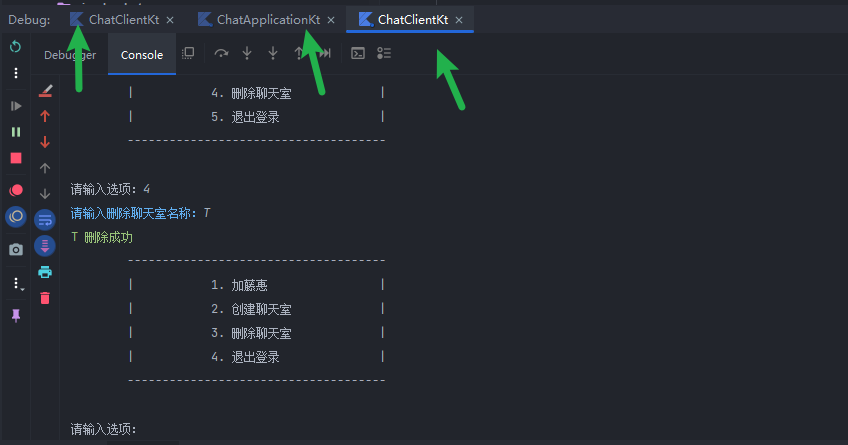 Debug: ChatClientKt × ChatApplicationKt × ChatClientKt ×
Debugger Console
| 4. 删除聊天室 |
| 5. 退出登录 |
-----------------------------------
请输入选项: 4
请输入删除聊天室名称: T
T 删除成功
-----------------------------------
| 1. 加藤惠 |
| 2. 创建聊天室 |
| 3. 删除聊天室 |
| 4. 退出登录 |
-----------------------------------
请输入选项: